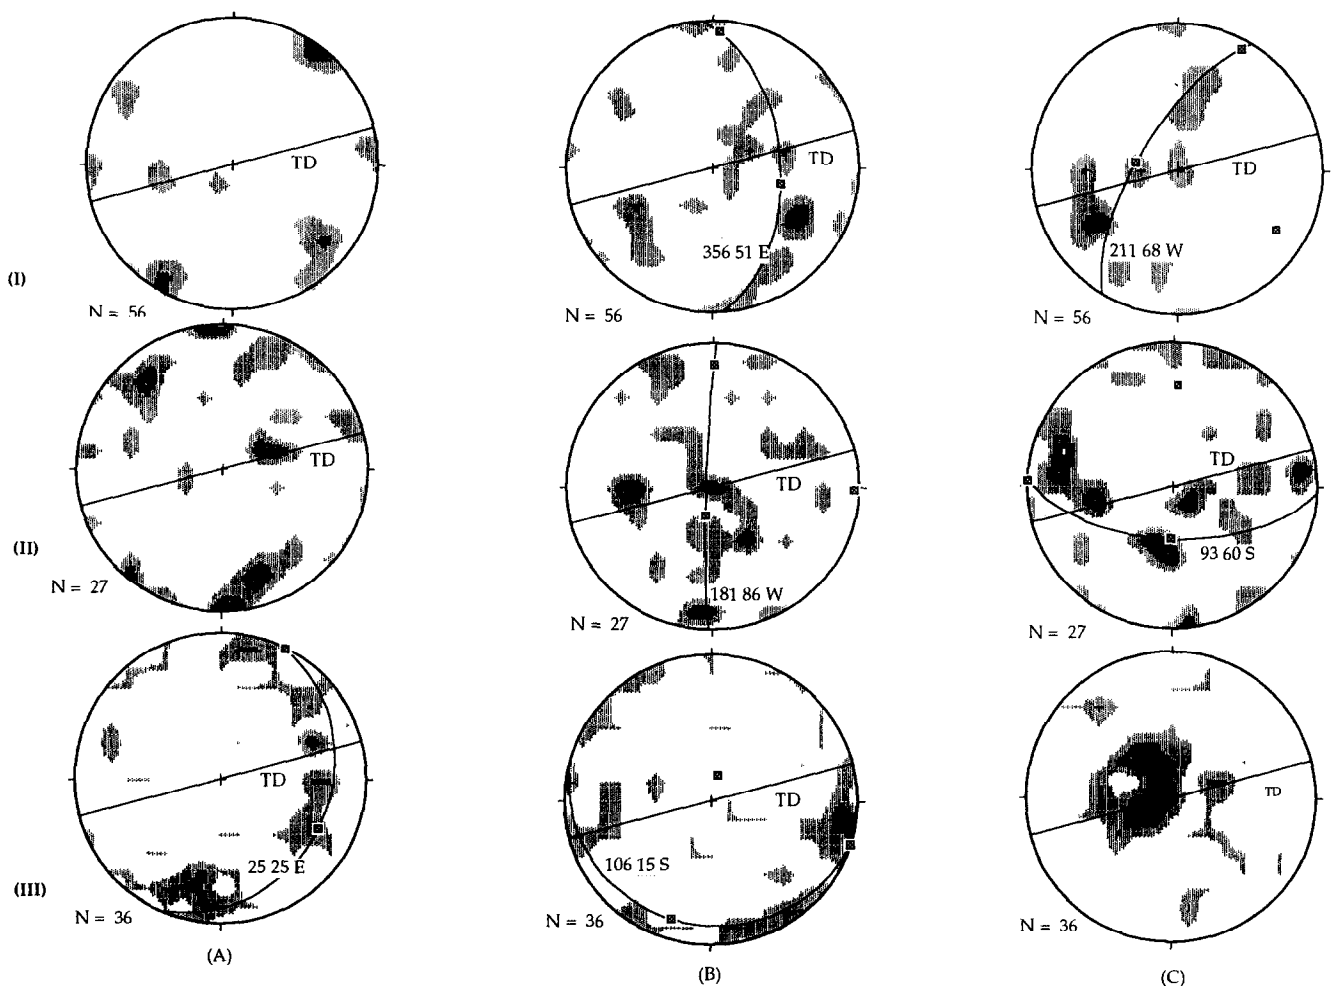 TD
TD
TD
356 51 E
211 68 W
(I)
N = 56
N = 56
N = 56
TD
TD
TD
(II)
93 60 S
N = 27
181 86 W
N = 27
N = 27
TD
TD
TD
25 25 E
106 15 S
(III)
N = 36
N = 36
N = 36
(A)
(B)
(C)